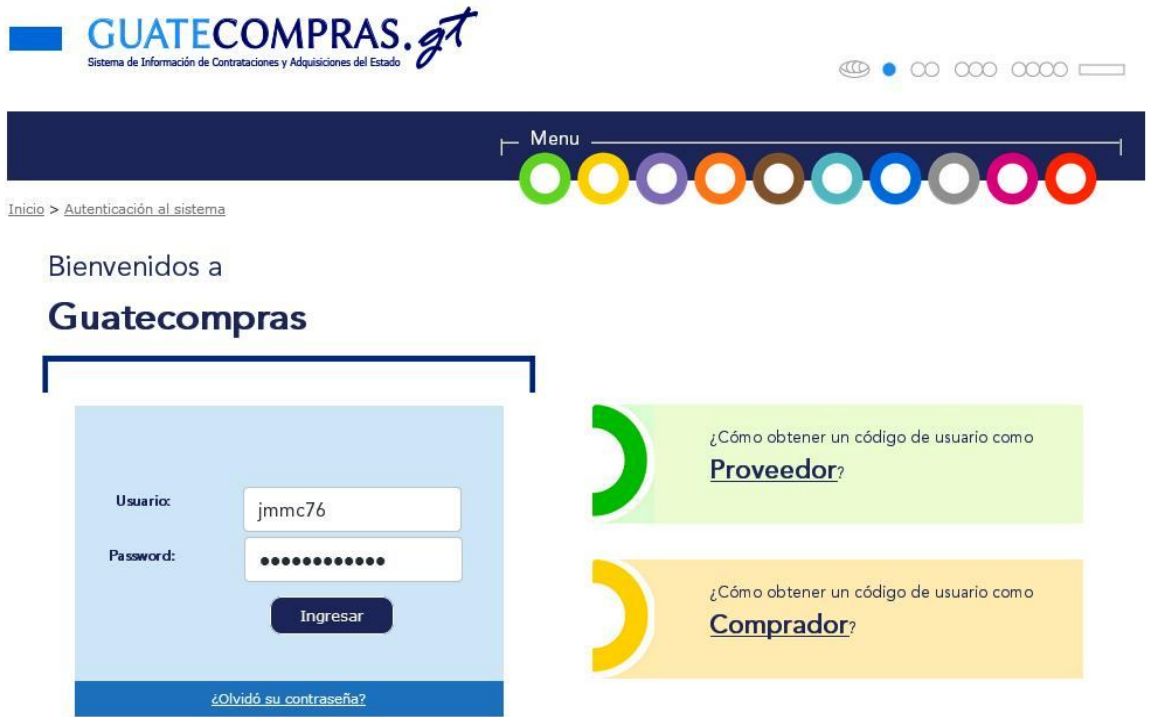 GUATECOMPRAS.gt
Sistema de Información de Contrataciones y Adquisiciones del Estado
Menu
Inicio > Autenticación al sistema
Bienvenidos a
Guatecompras
Usuario:
jmmc76
Password:
••••••••••••
Ingresar
¿Olvidó su contraseña?
¿Cómo obtener un código de usuario como
Proveedor?
¿Cómo obtener un código de usuario como
Comprador?